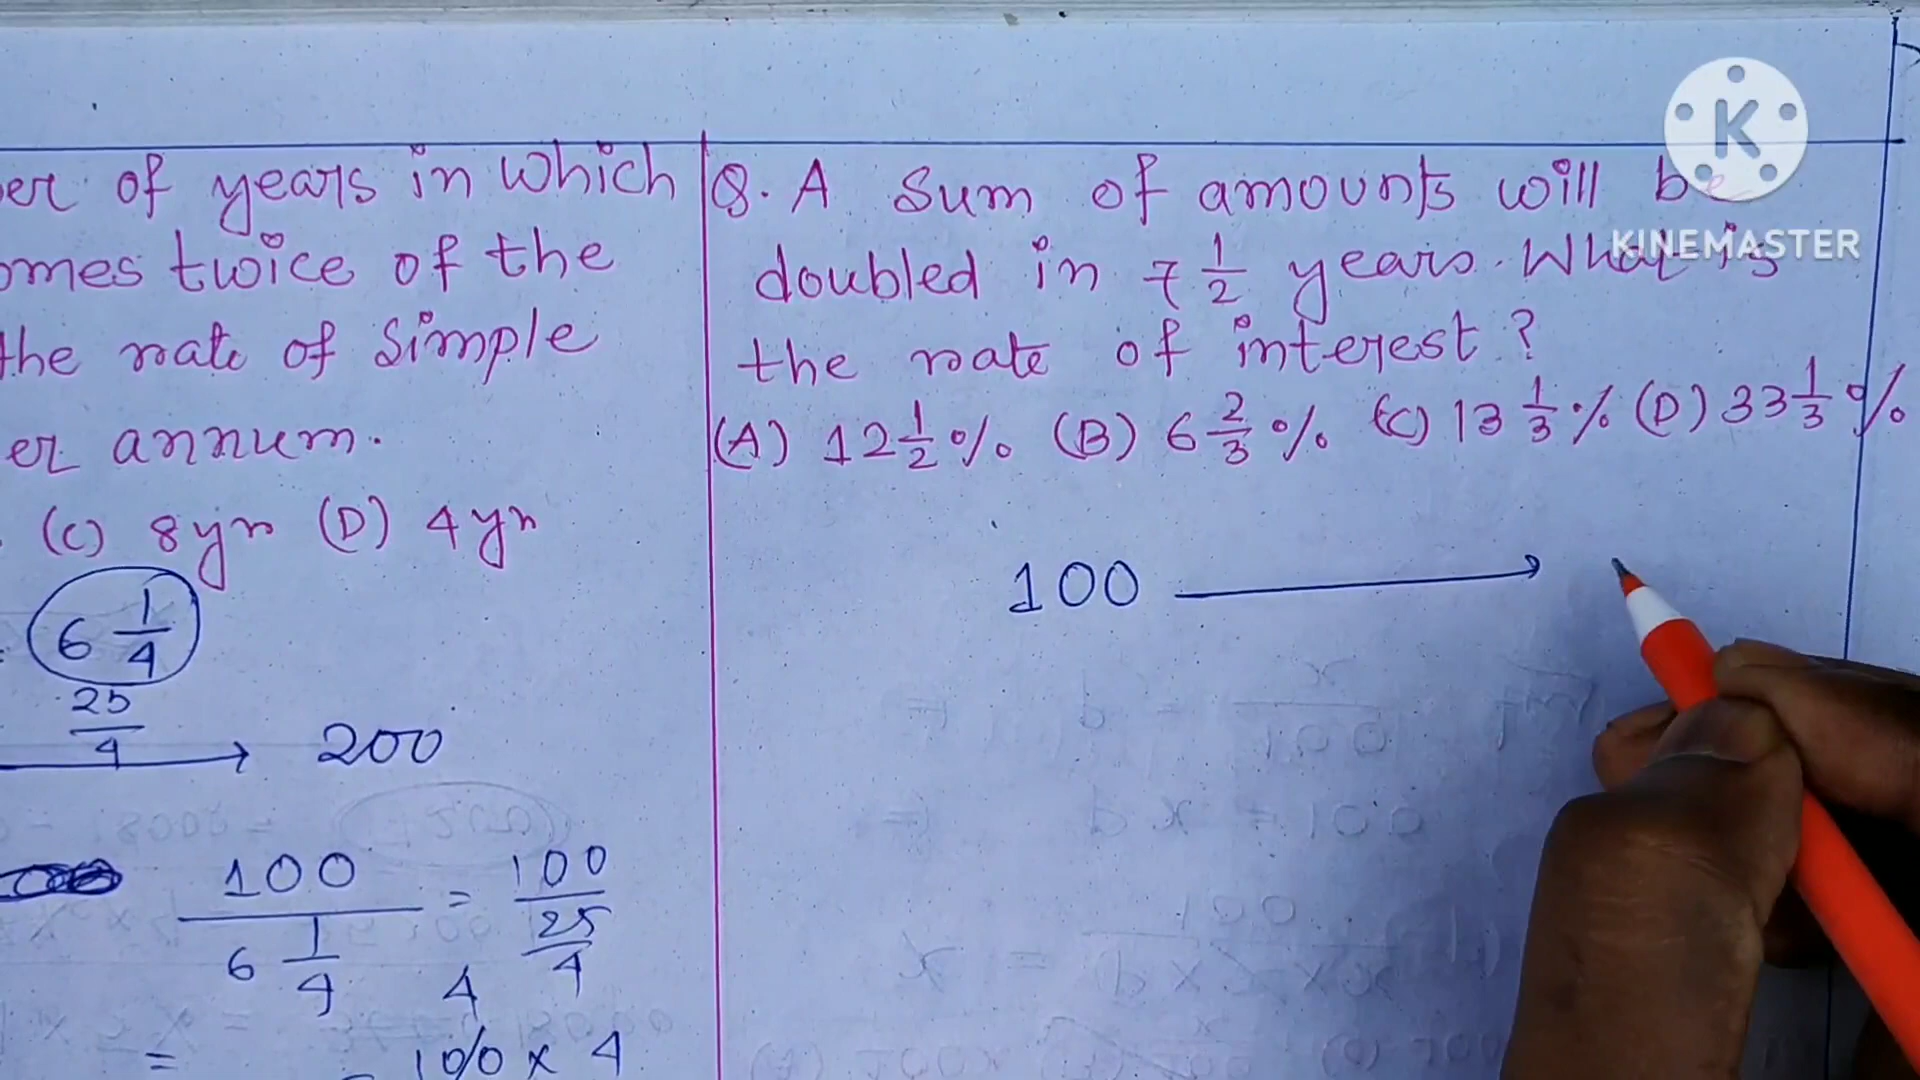 er of years in which
omes twice of the
the rate of simple
er annum.
(C) 8yr (D) 4yr
6 1/4
25/4
200
100 / 6 1/4 = 100 / 25/4
4
= 100 x 4
Q. A sum of amounts will be
doubled in 7 1/2 years. What is
the rate of interest?
(A) 12 1/2 % (B) 6 2/3 % (C) 13 1/3 % (D) 33 1/3 %
100
K
KINEMASTER